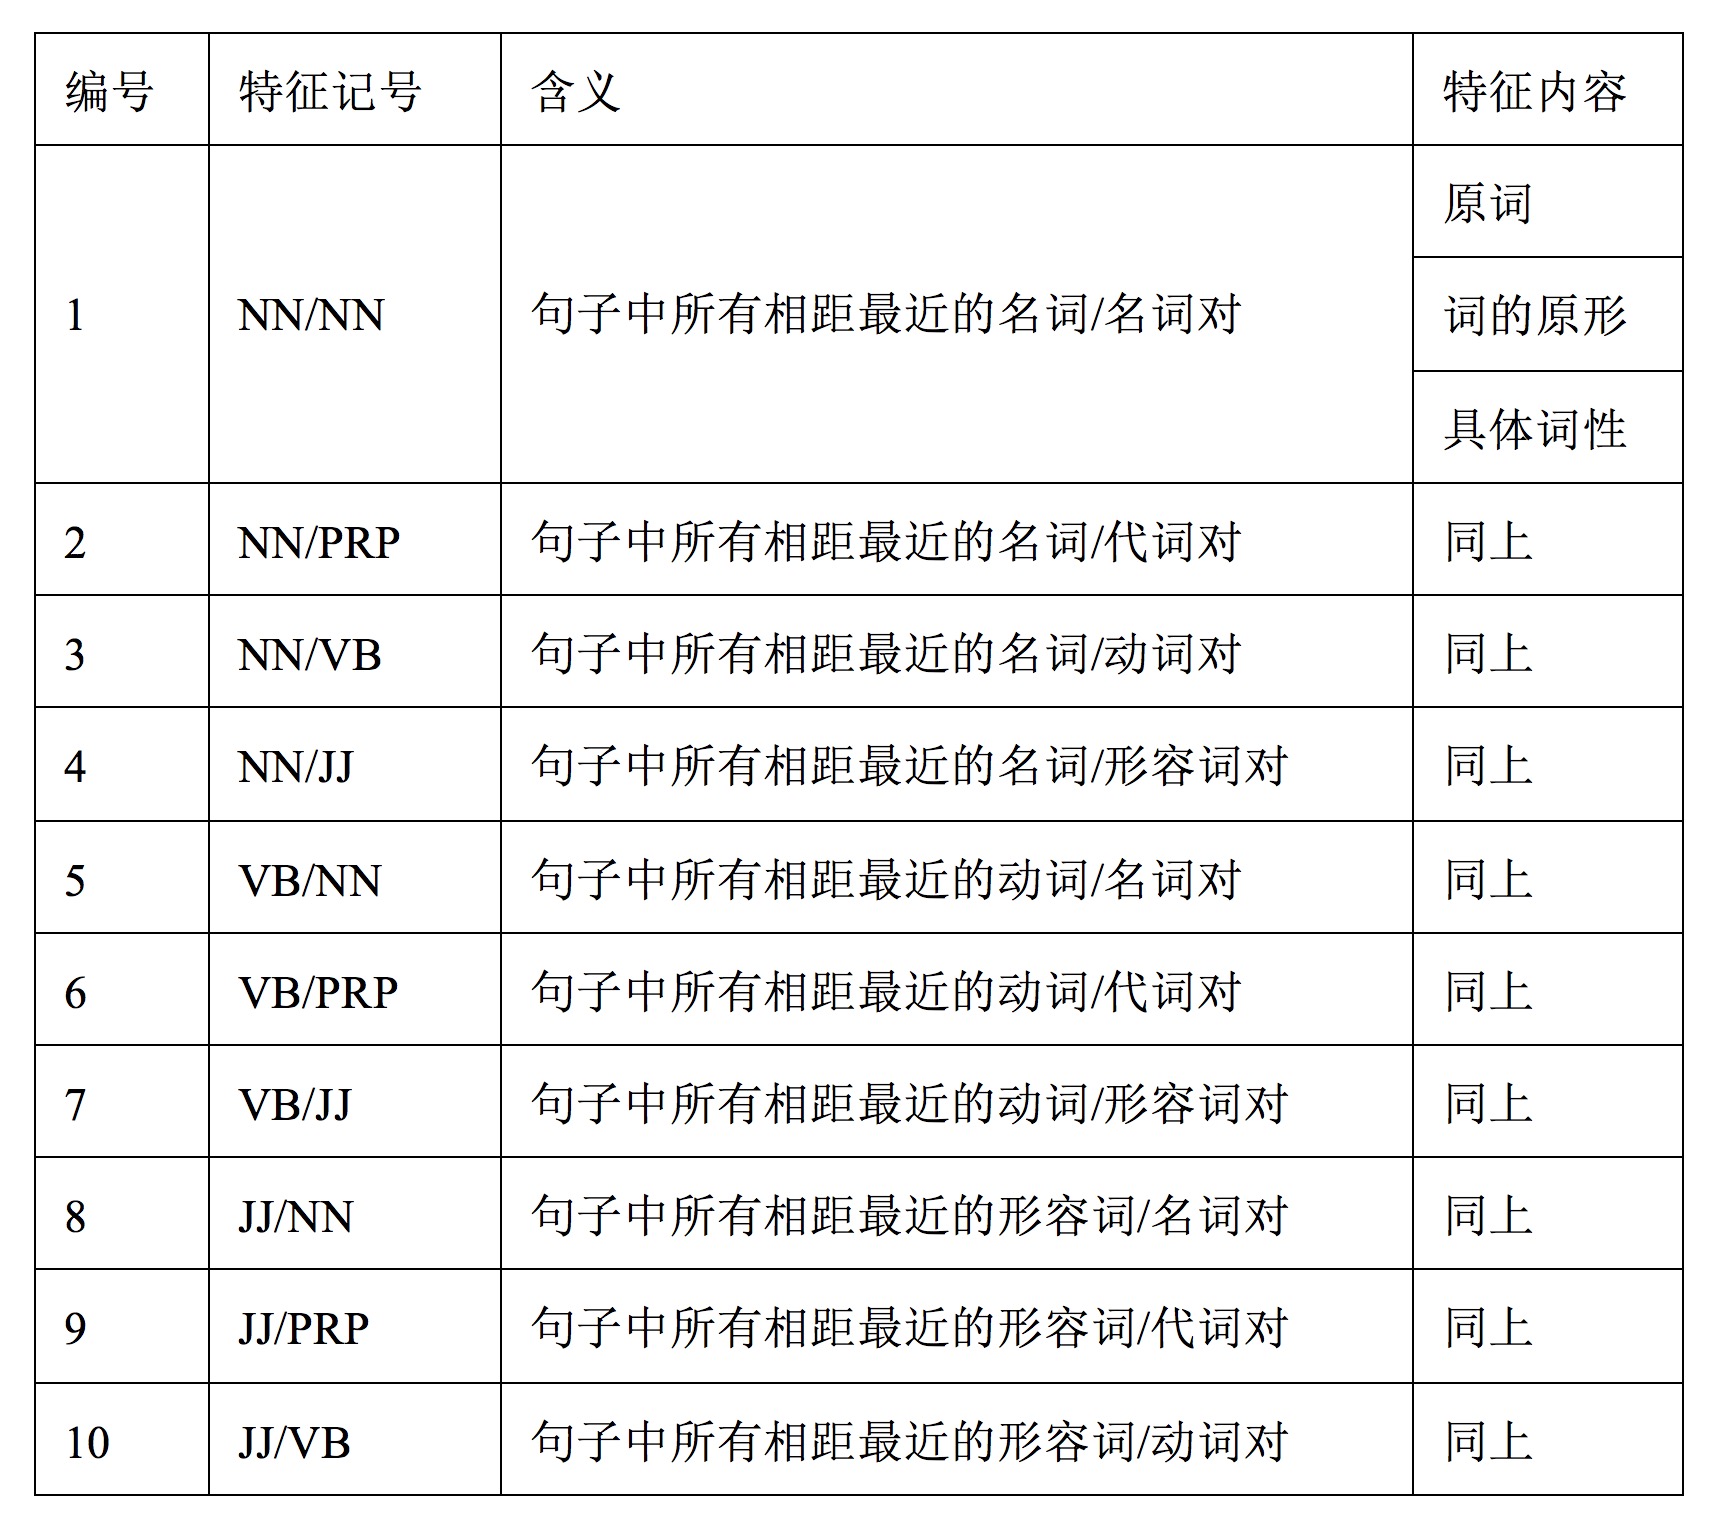 编号 特征记号 含义 特征内容
原词
1 NN/NN 句子中所有相距最近的名词/名词对 词的原形
具体词性
2 NN/PRP 句子中所有相距最近的名词/代词对 同上
3 NN/VB 句子中所有相距最近的名词/动词对 同上
4 NN/JJ 句子中所有相距最近的名词/形容词对 同上
5 VB/NN 句子中所有相距最近的动词/名词对 同上
6 VB/PRP 句子中所有相距最近的动词/代词对 同上
7 VB/JJ 句子中所有相距最近的动词/形容词对 同上
8 JJ/NN 句子中所有相距最近的形容词/名词对 同上
9 JJ/PRP 句子中所有相距最近的形容词/代词对 同上
10 JJ/VB 句子中所有相距最近的形容词/动词对 同上